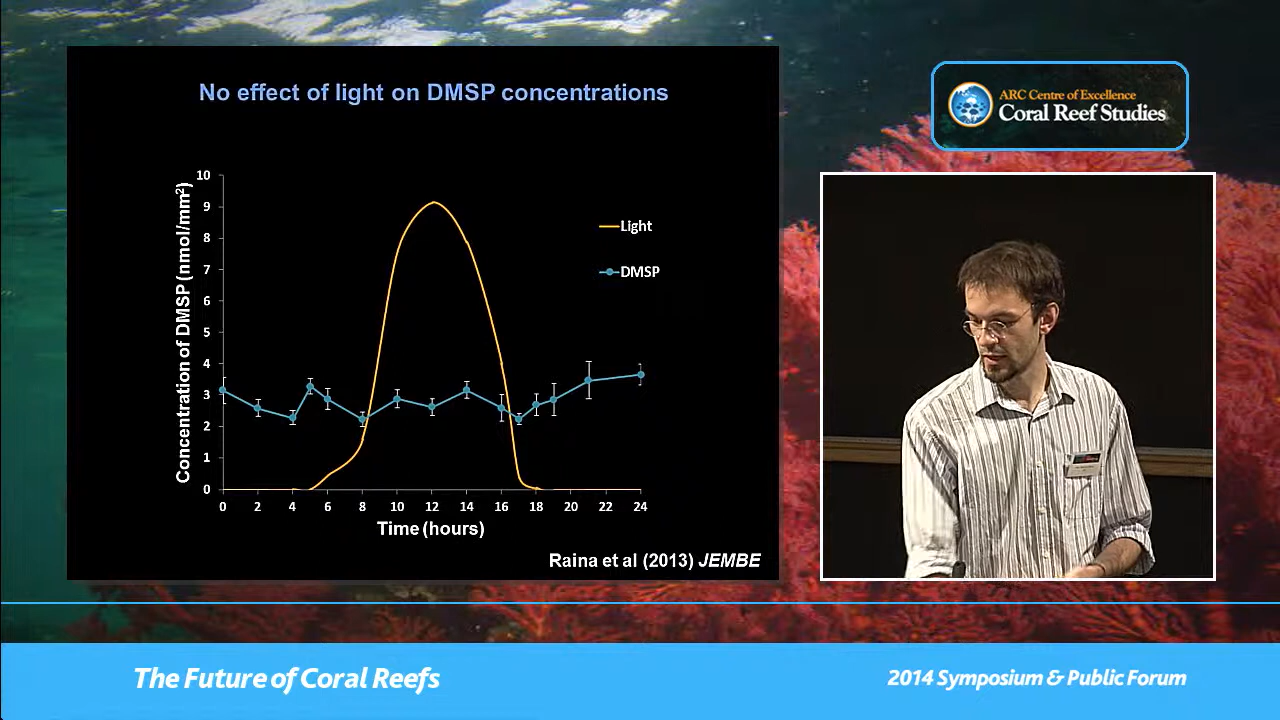 No effect of light on DMSP concentrations
Concentration of DMSP (nmol/mm²)
10
9
8
7
6
5
4
3
2
1
0
0 2 4 6 8 10 12 14 16 18 20 22 24
Time (hours)
Light
DMSP
Raina et al (2013) JEMBE
ARC Centre of Excellence
Coral Reef Studies
The Future of Coral Reefs
2014 Symposium & Public Forum